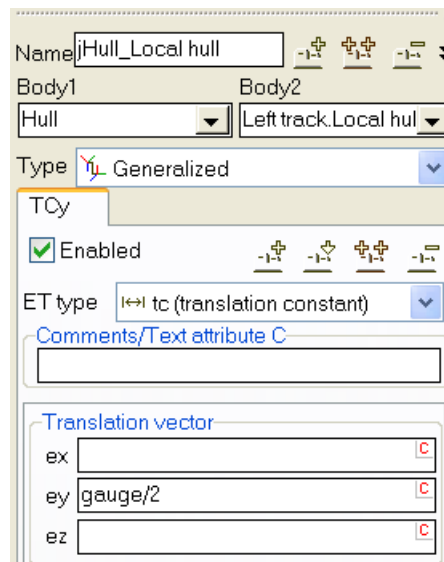 Name jHull_Local hull
Body1 Body2
Hull Left track.Local hul
Type Generalized
TCy
Enabled
ET type tc (translation constant)
Comments/Text attribute C
Translation vector
ex C
ey gauge/2 C
ez C